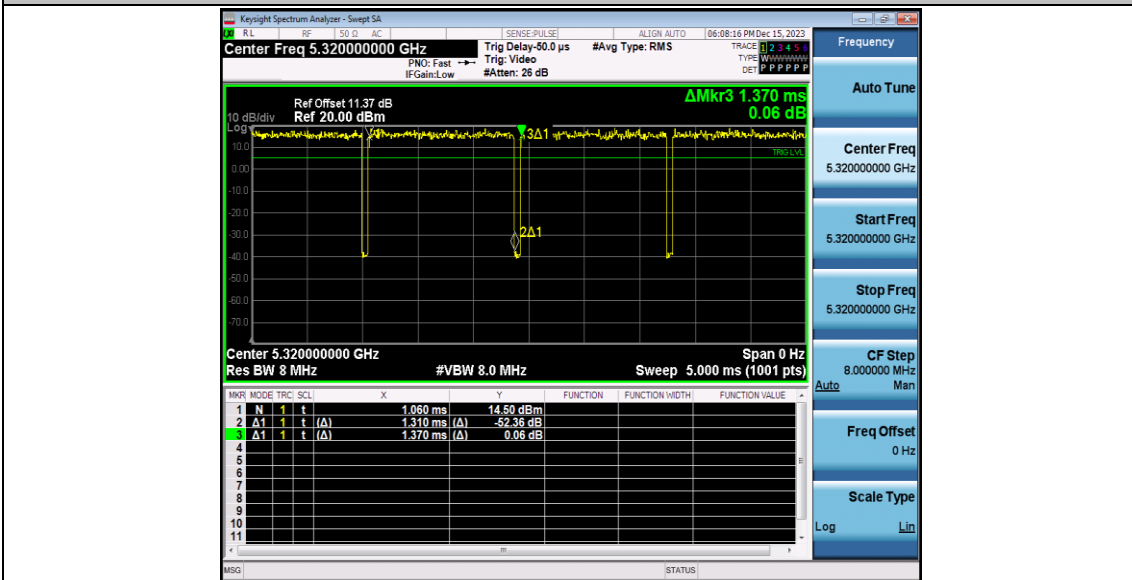 Keysight Spectrum Analyzer - Swept SA
RL RF 50 Ω AC SENSE:PULSE ALIGN AUTO 06:08:16 PM Dec 15, 2023
Center Freq 5.320000000 GHz
PNO: Fast
IFGain:Low
Trig Delay-50.0 µs
Trig: Video
#Atten: 26 dB
#Avg Type: RMS
TRACE 1 2 3 4 5 6
TYPE WWWWWW
DET P P P P P P
ΔMkr3 1.370 ms
0.06 dB
Ref Offset 11.37 dB
10 dB/div Ref 20.00 dBm
Log
3Δ1
10.0
TRIG LVL
0.00
-10.0
-20.0
-30.0
2Δ1
-40.0
-50.0
-60.0
-70.0
Center 5.320000000 GHz Span 0 Hz
Res BW 8 MHz #VBW 8.0 MHz Sweep 5.000 ms (1001 pts)
MKR MODE TRC SCL X Y FUNCTION FUNCTION WIDTH FUNCTION VALUE
1 N 1 t 1.060 ms 14.50 dBm
2 Δ1 1 t (Δ) 1.310 ms (Δ) -52.36 dB
3 Δ1 1 t (Δ) 1.370 ms (Δ) 0.06 dB
4
5
6
7
8
9
10
11
MSG STATUS
Frequency
Auto Tune
Center Freq
5.320000000 GHz
Start Freq
5.320000000 GHz
Stop Freq
5.320000000 GHz
CF Step
8.000000 MHz
Auto Man
Freq Offset
0 Hz
Scale Type
Log Lin